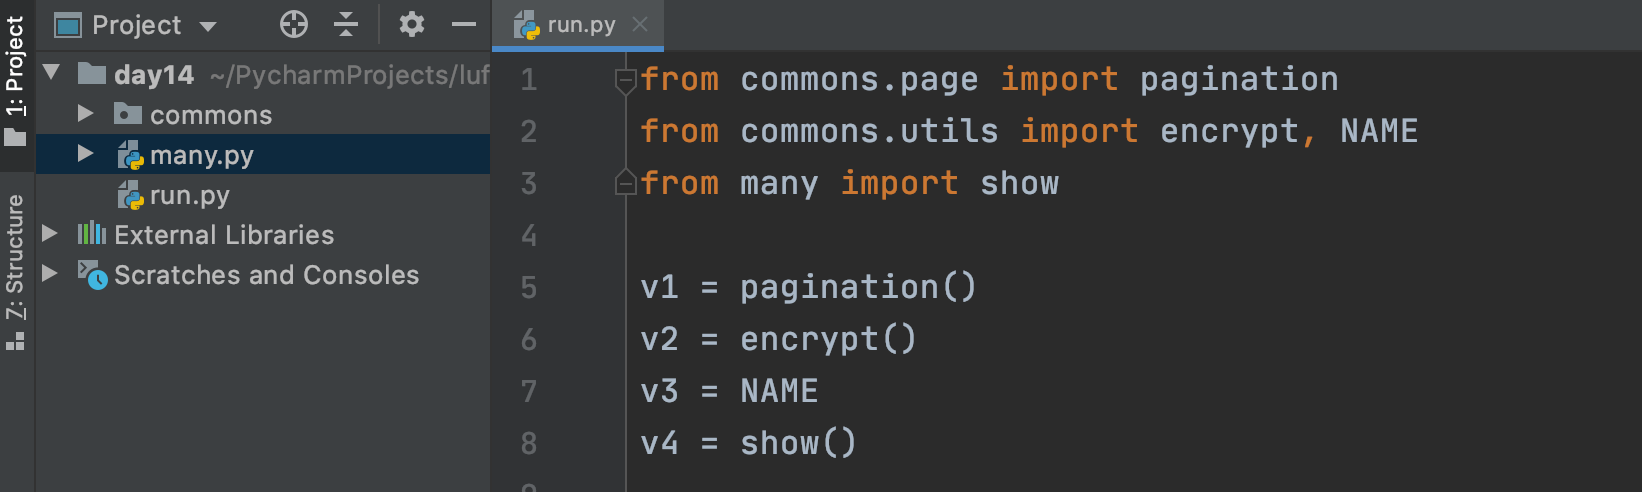 Project
1: Project
day14 ~/PycharmProjects/luf
commons
many.py
run.py
External Libraries
Scratches and Consoles
7: Structure
run.py
1 from commons.page import pagination
2 from commons.utils import encrypt, NAME
3 from many import show
4
5 v1 = pagination()
6 v2 = encrypt()
7 v3 = NAME
8 v4 = show()